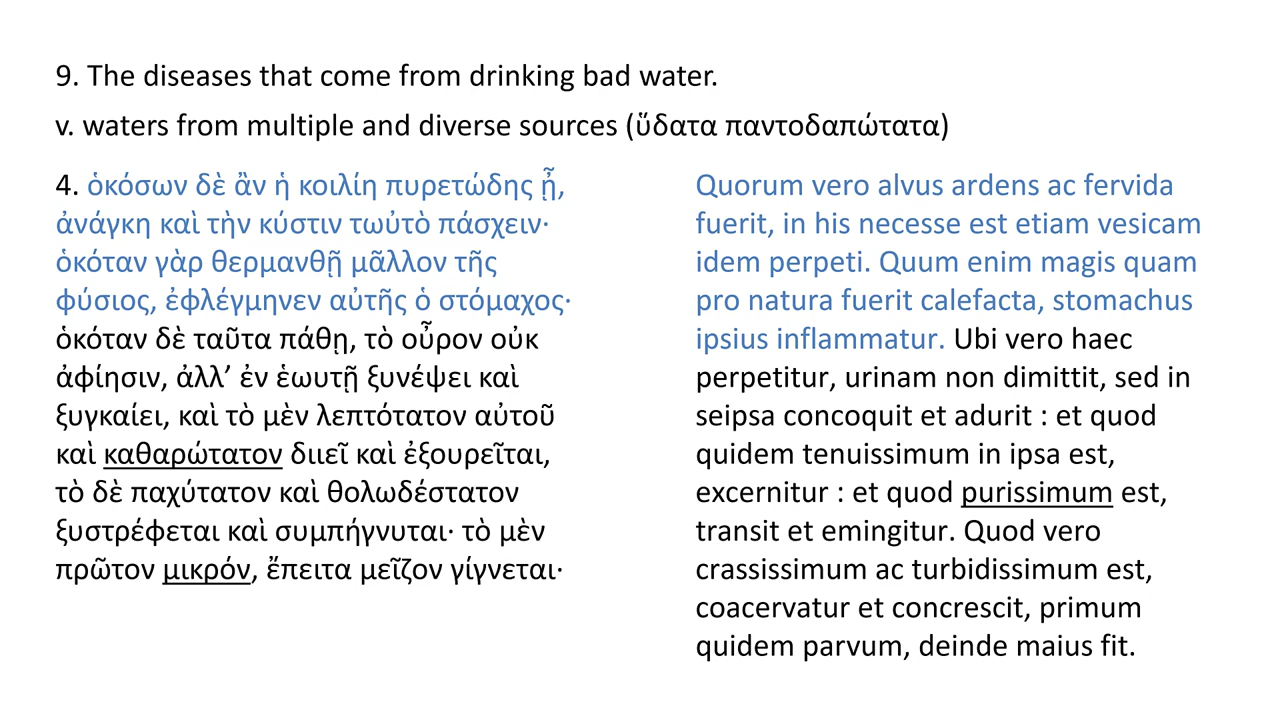 9. The diseases that come from drinking bad water.
v. waters from multiple and diverse sources (ὕδατα παντοδαπώτατα)
4. ὁκόσων δὲ ἂν ἡ κοιλίη πυρετώδης ᾖ,
ἀνάγκη καὶ τὴν κύστιν τωὐτὸ πάσχειν·
ὁκόταν γὰρ θερμανθῇ μᾶλλον τῆς
φύσιος, ἐφλέγμηνεν αὐτῆς ὁ στόμαχος·
ὁκόταν δὲ ταῦτα πάθῃ, τὸ οὖρον οὐκ
ἀφίησιν, ἀλλ’ ἐν ἑωυτῇ ξυνέψει καὶ
ξυγκαίει, καὶ τὸ μὲν λεπτότατον αὐτοῦ
καὶ καθαρώτατον διιεῖ καὶ ἐξουρεῖται,
τὸ δὲ παχύτατον καὶ θολωδέστατον
ξυστρέφεται καὶ συμπήγνυται· τὸ μὲν
πρῶτον μικρόν, ἔπειτα μεῖζον γίγνεται·
Quorum vero alvus ardens ac fervida
fuerit, in his necesse est etiam vesicam
idem perpeti. Quum enim magis quam
pro natura fuerit calefacta, stomachus
ipsius inflammatur. Ubi vero haec
perpetitur, urinam non dimittit, sed in
seipsa concoquit et adurit : et quod
quidem tenuissimum in ipsa est,
excernitur : et quod purissimum est,
transit et emingitur. Quod vero
crassissimum ac turbidissimum est,
coacervatur et concrescit, primum
quidem parvum, deinde maius fit.